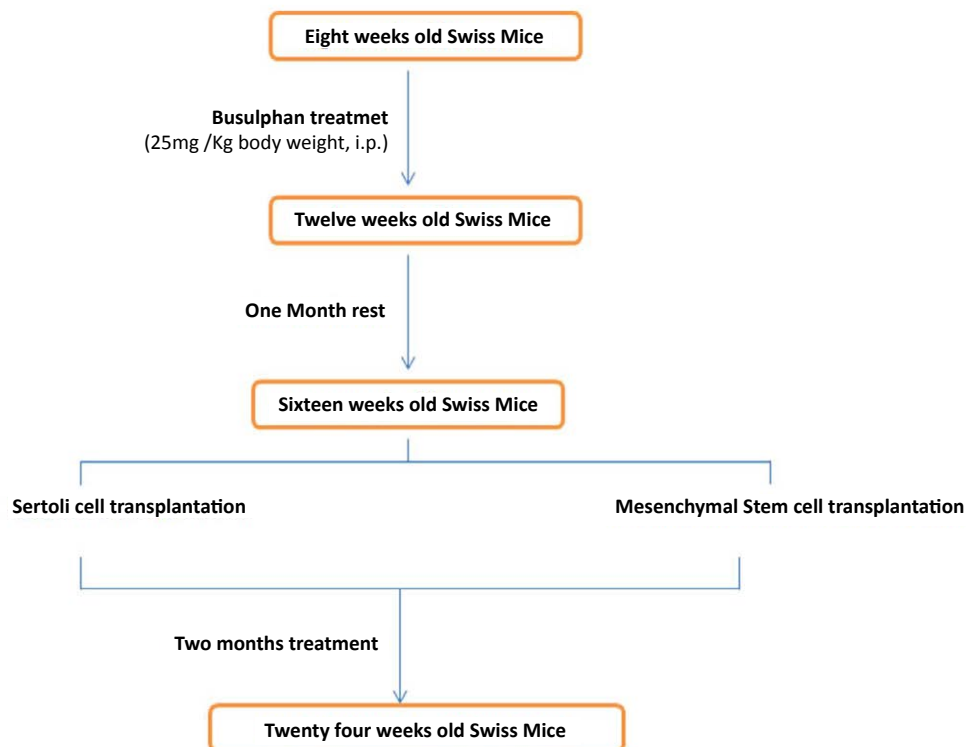 Eight weeks old Swiss Mice
Busulphan treatmet
(25mg /Kg body weight, i.p.)
Twelve weeks old Swiss Mice
One Month rest
Sixteen weeks old Swiss Mice
Sertoli cell transplantation
Mesenchymal Stem cell transplantation
Two months treatment
Twenty four weeks old Swiss Mice